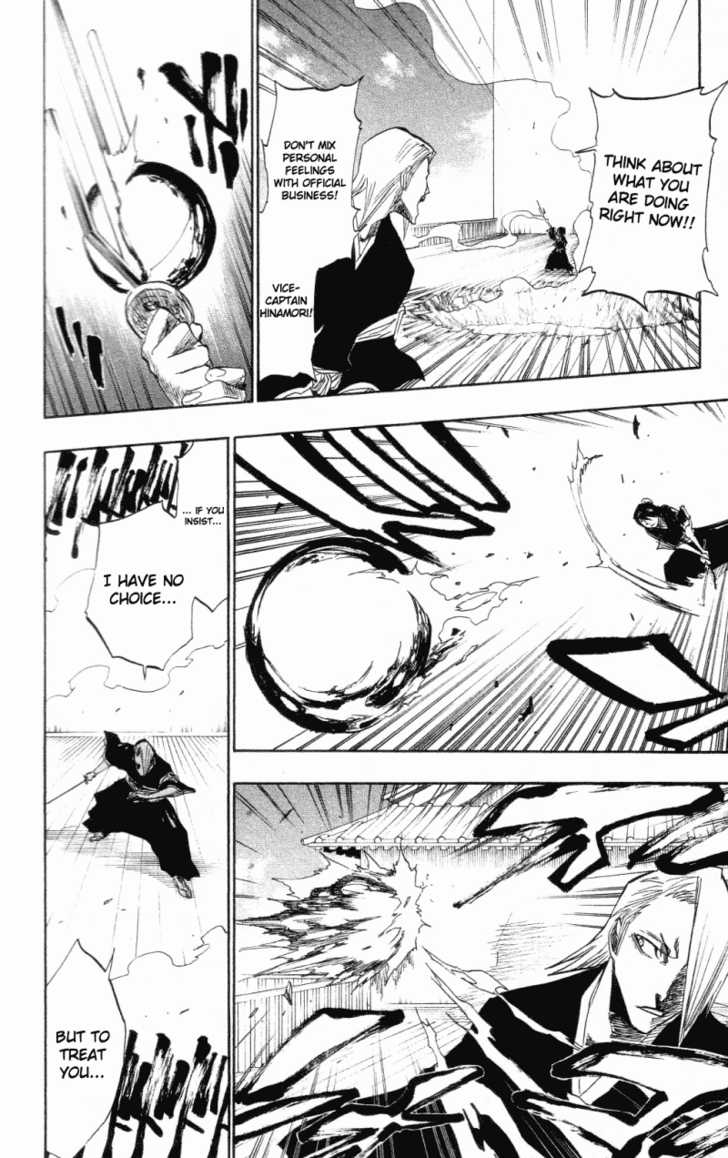 THINK ABOUT
WHAT YOU
ARE DOING
RIGHT NOW!!
DON'T MIX
PERSONAL
FEELINGS
WITH OFFICIAL
BUSINESS!
VICE-
CAPTAIN
HINAMORI!
... IF YOU
INSIST...
I HAVE NO
CHOICE...
BUT TO
TREAT
YOU...